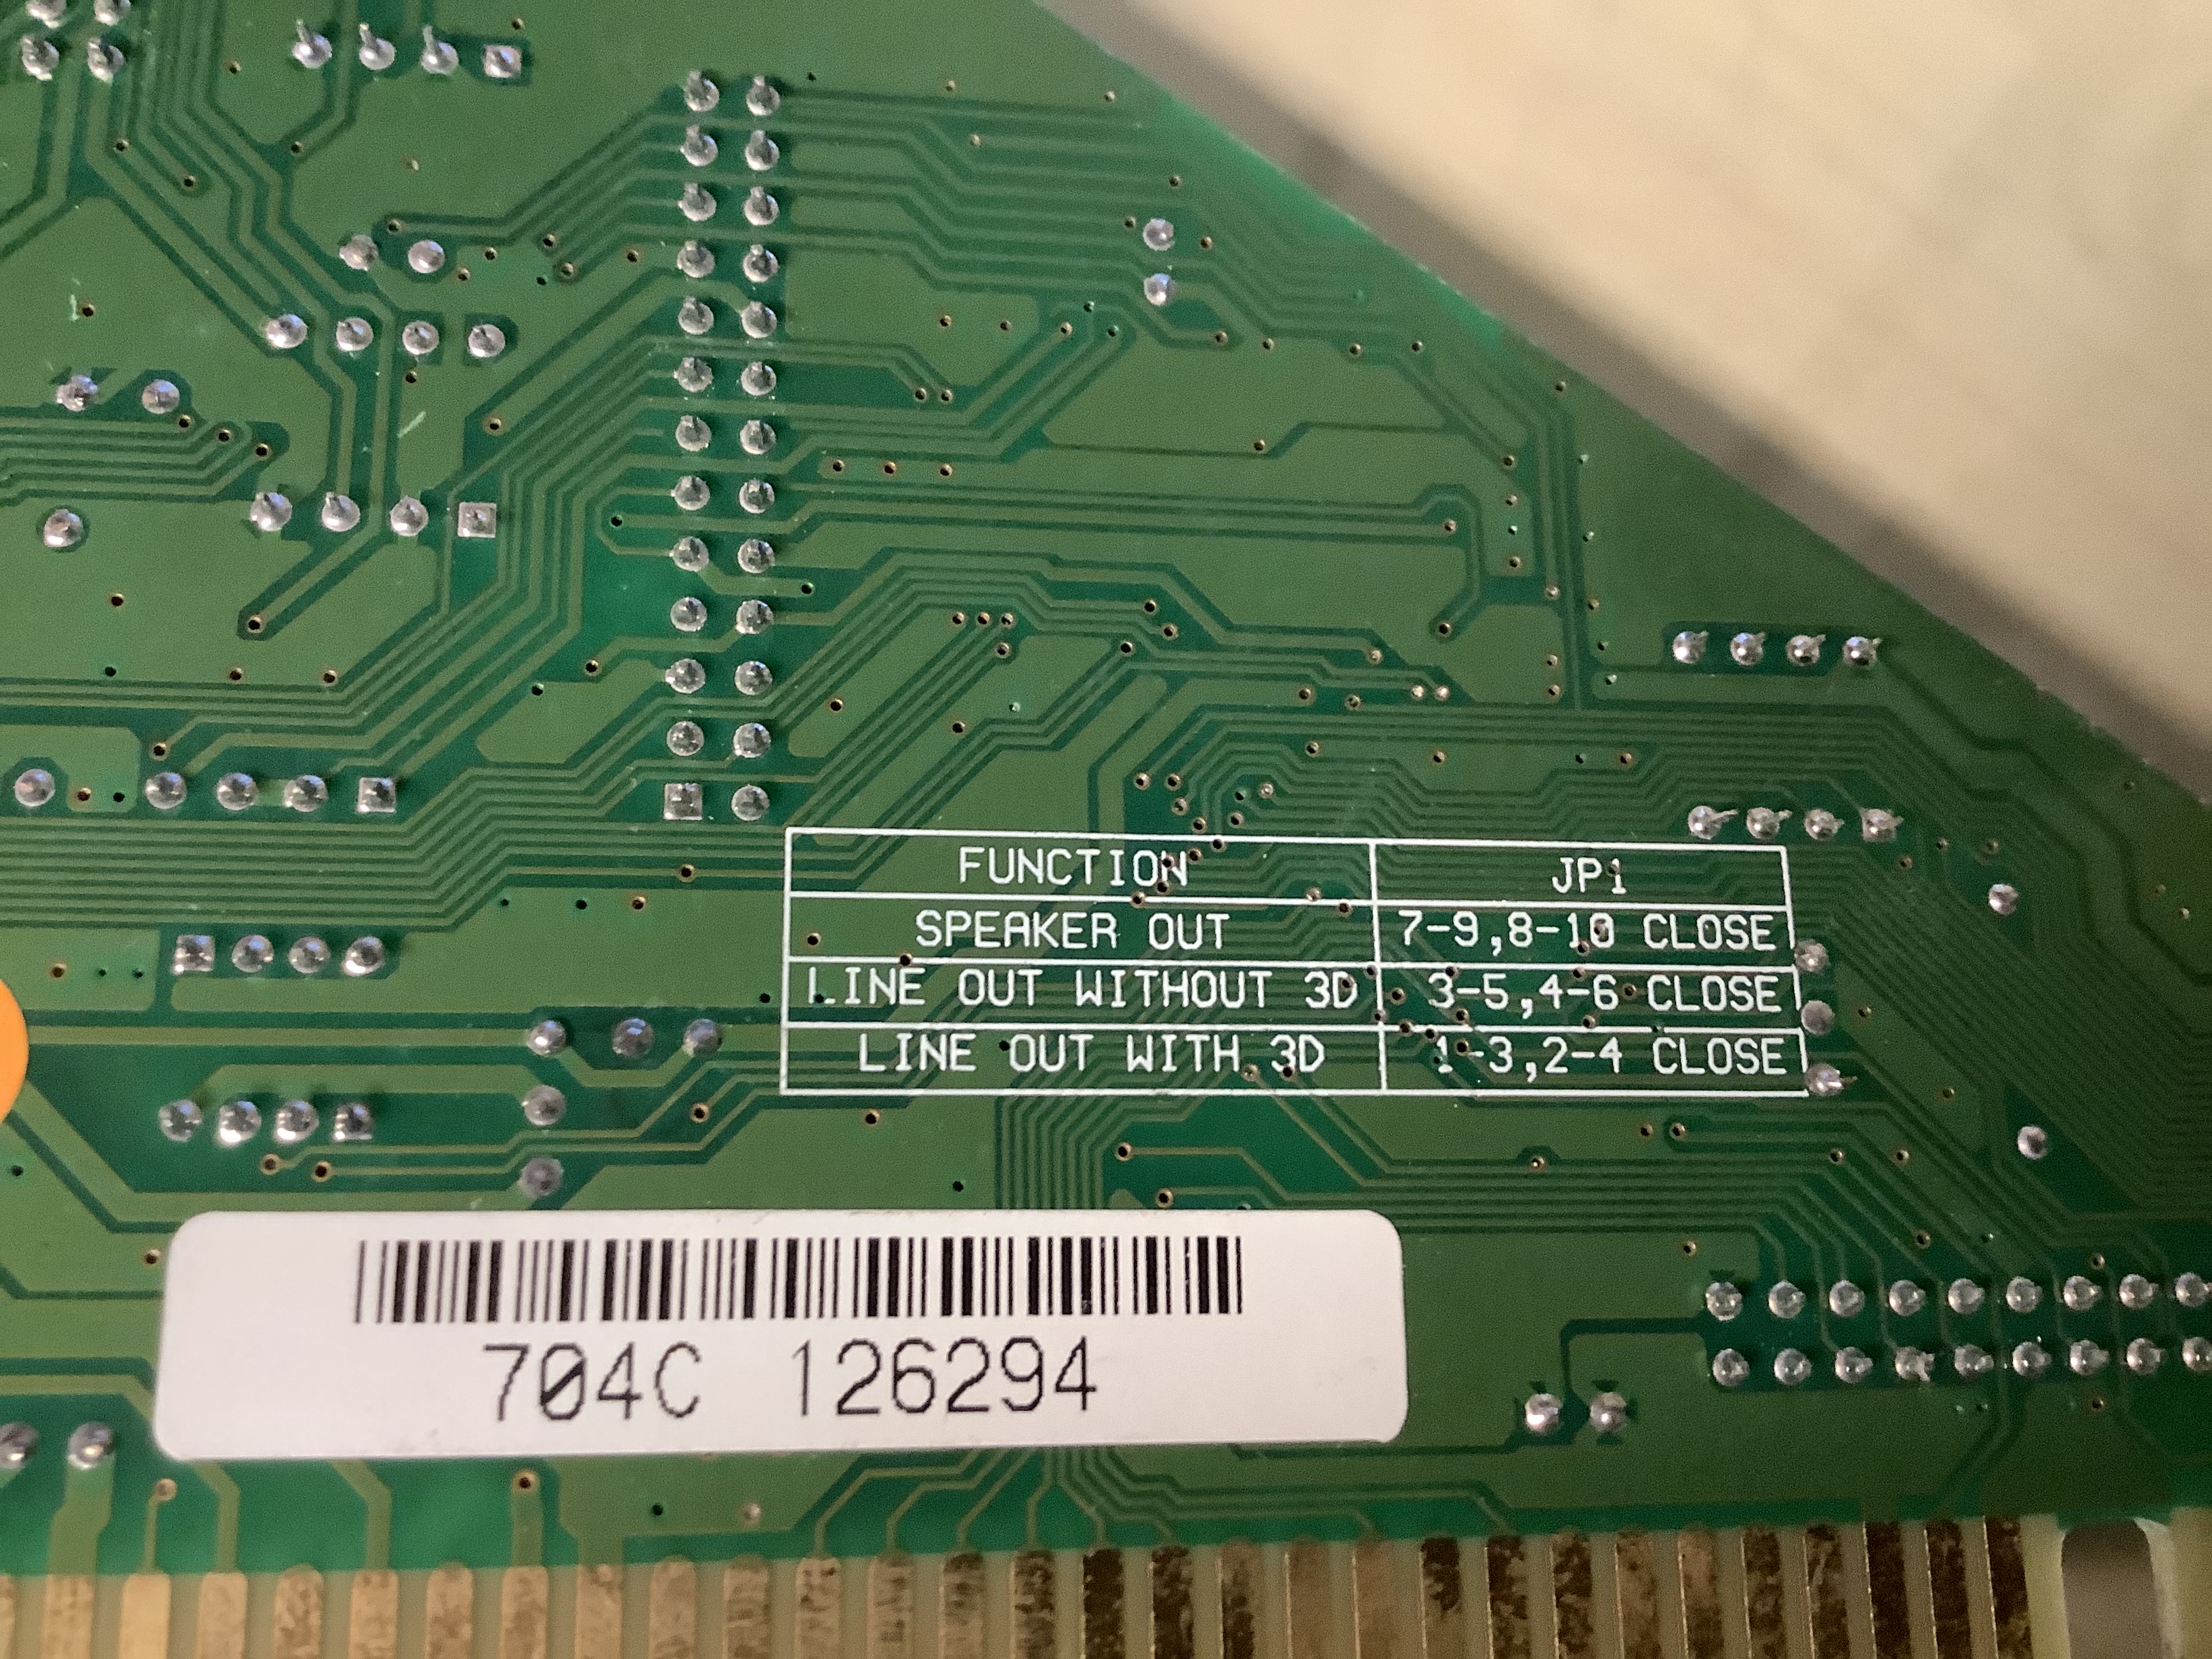 FUNCTION JP1
SPEAKER OUT 7-9,8-10 CLOSE
LINE OUT WITHOUT 3D 3-5,4-6 CLOSE
LINE OUT WITH 3D 1-3,2-4 CLOSE
704C 126294